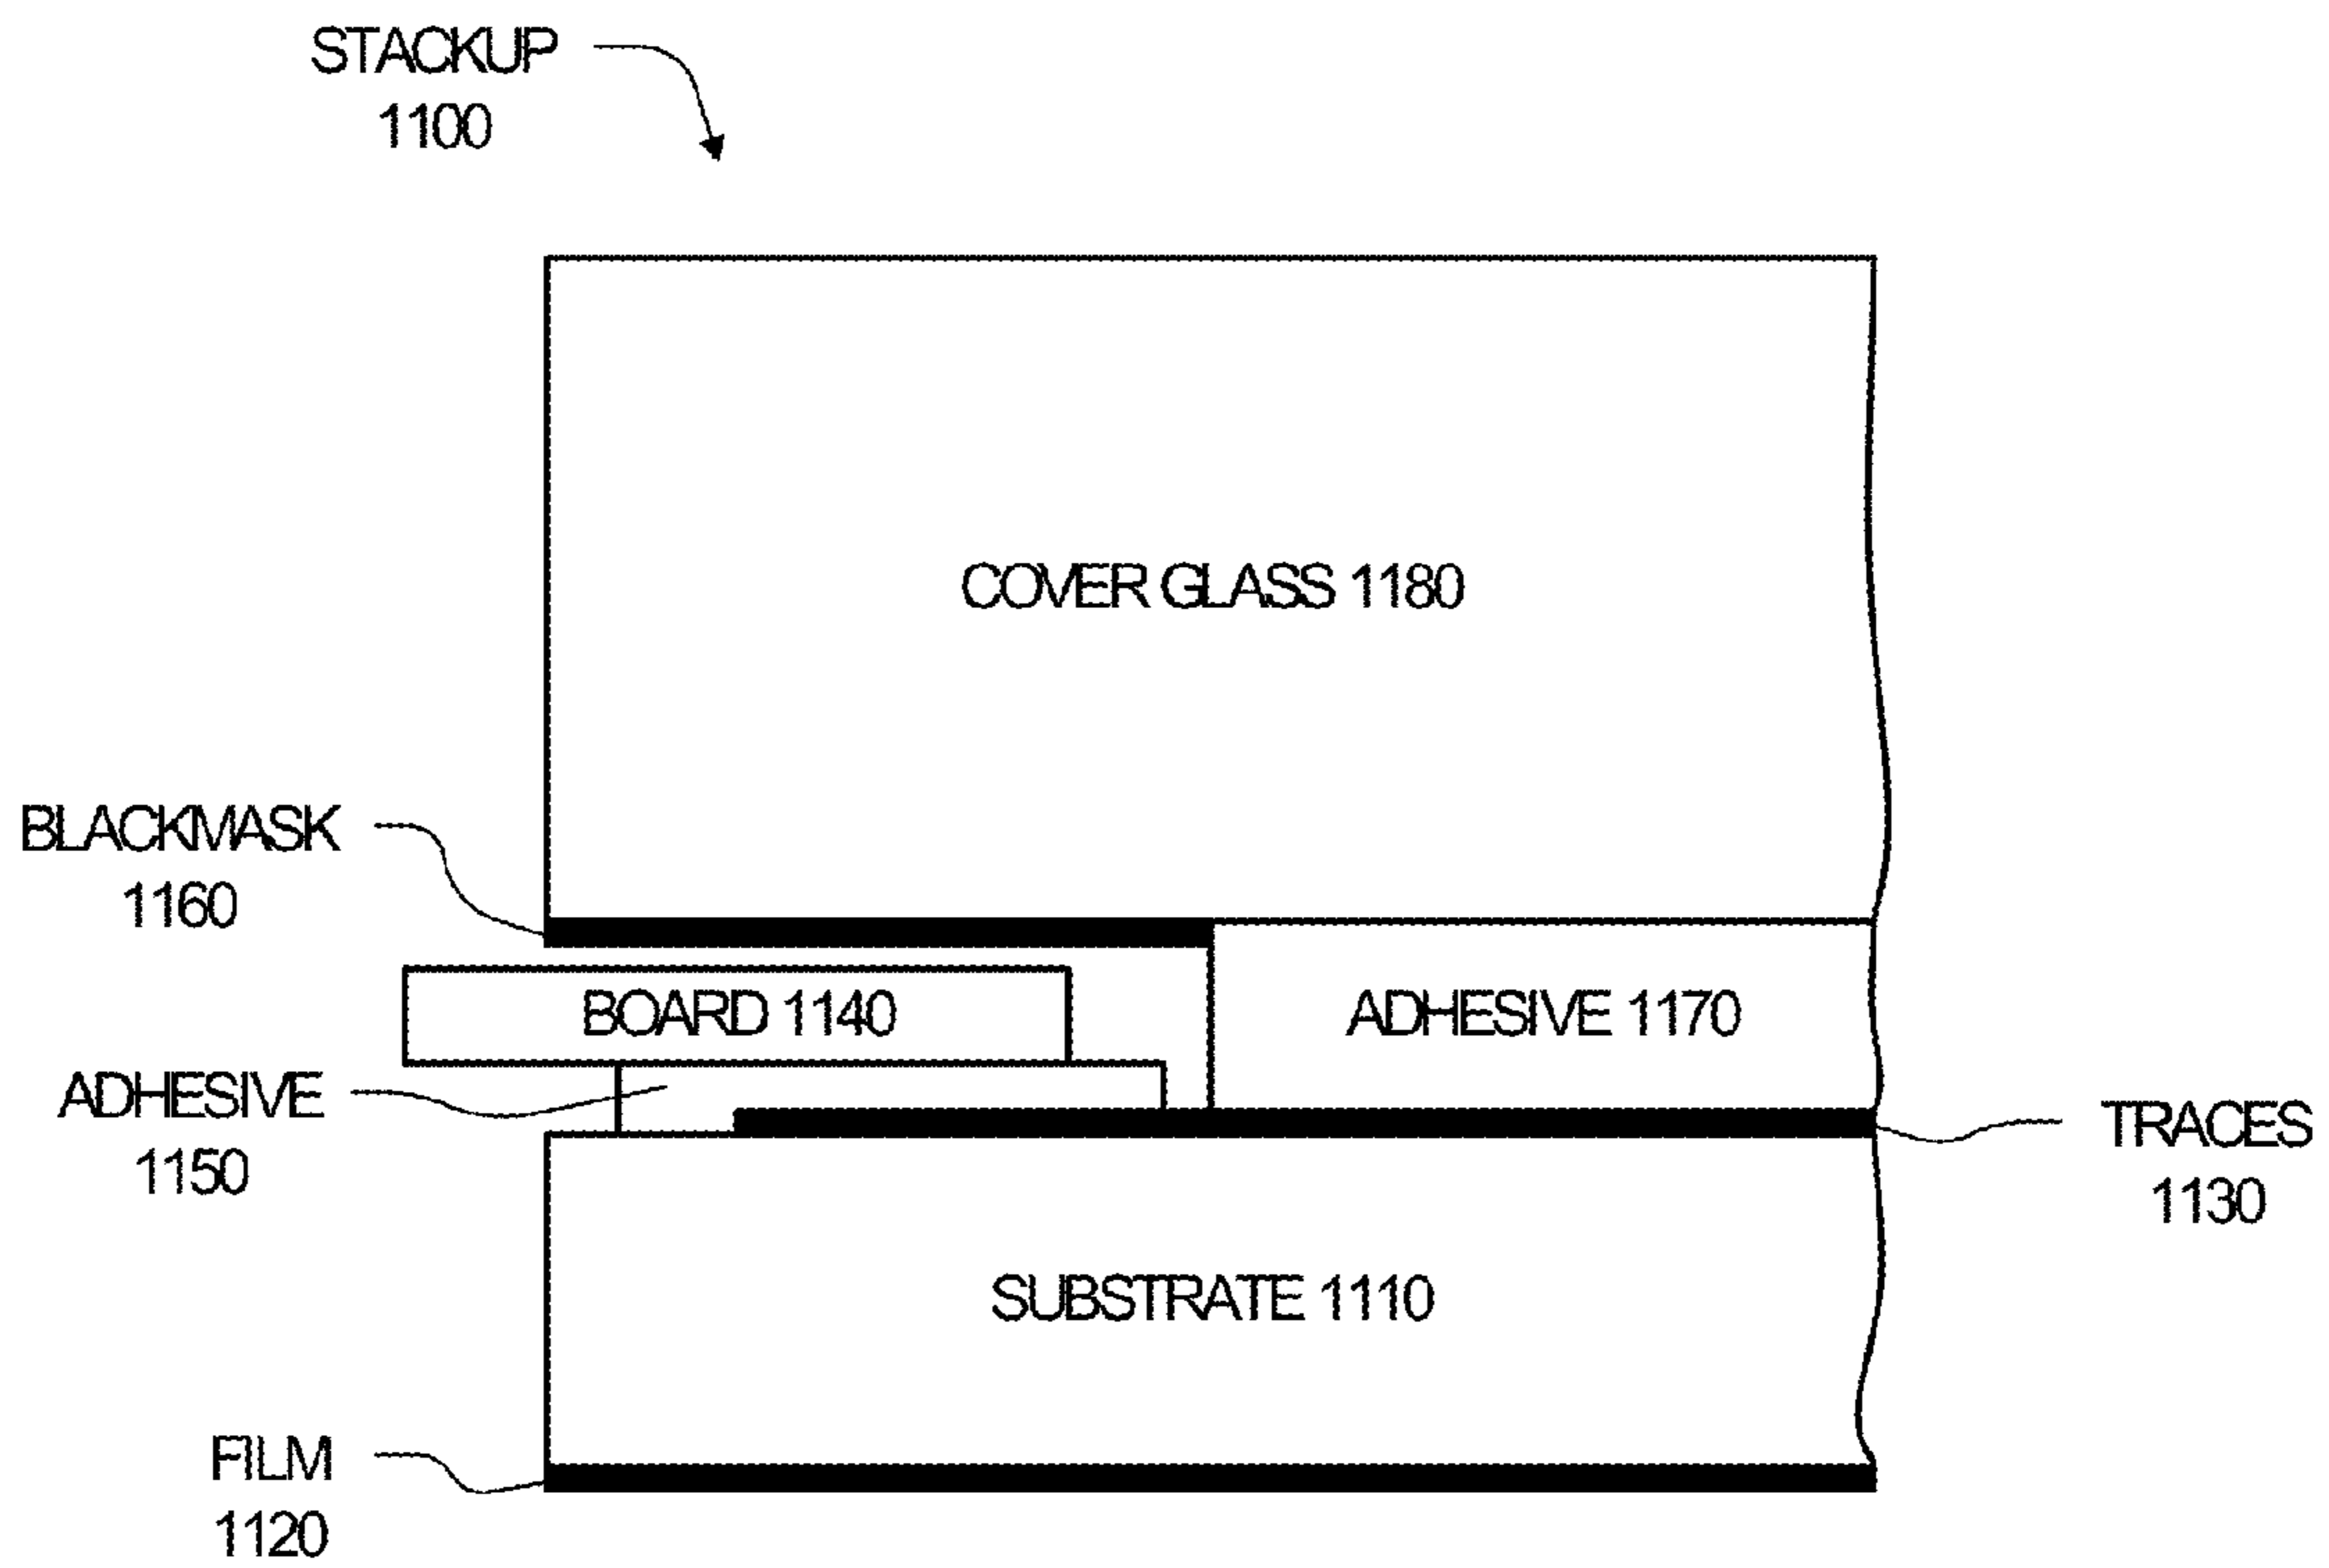 STACKUP
1100
COVER GLASS 1180
BLACKMASK
1160
BOARD 1140
ADHESIVE 1170
ADHESIVE
1150
TRACES
1130
SUBSTRATE 1110
FILM
1120